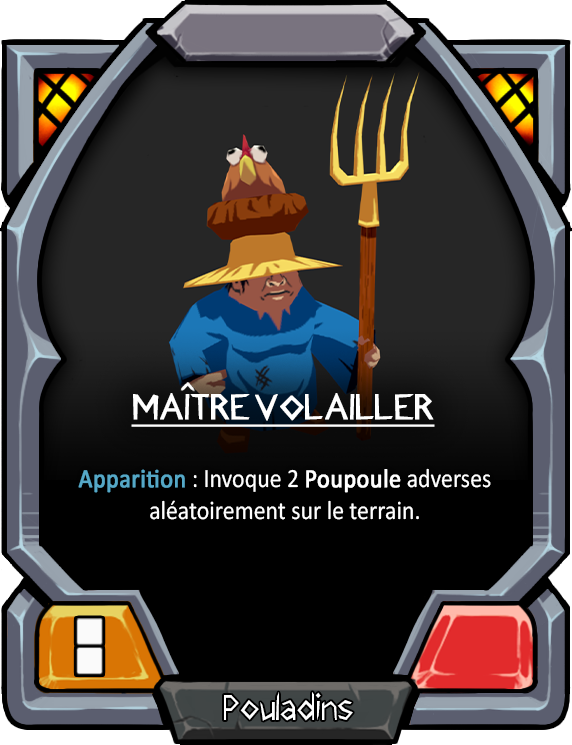 MAÎTRE VOLAILLER
Apparition : Invoque 2 Poupoule adverses
aléatoirement sur le terrain.
Pouladins